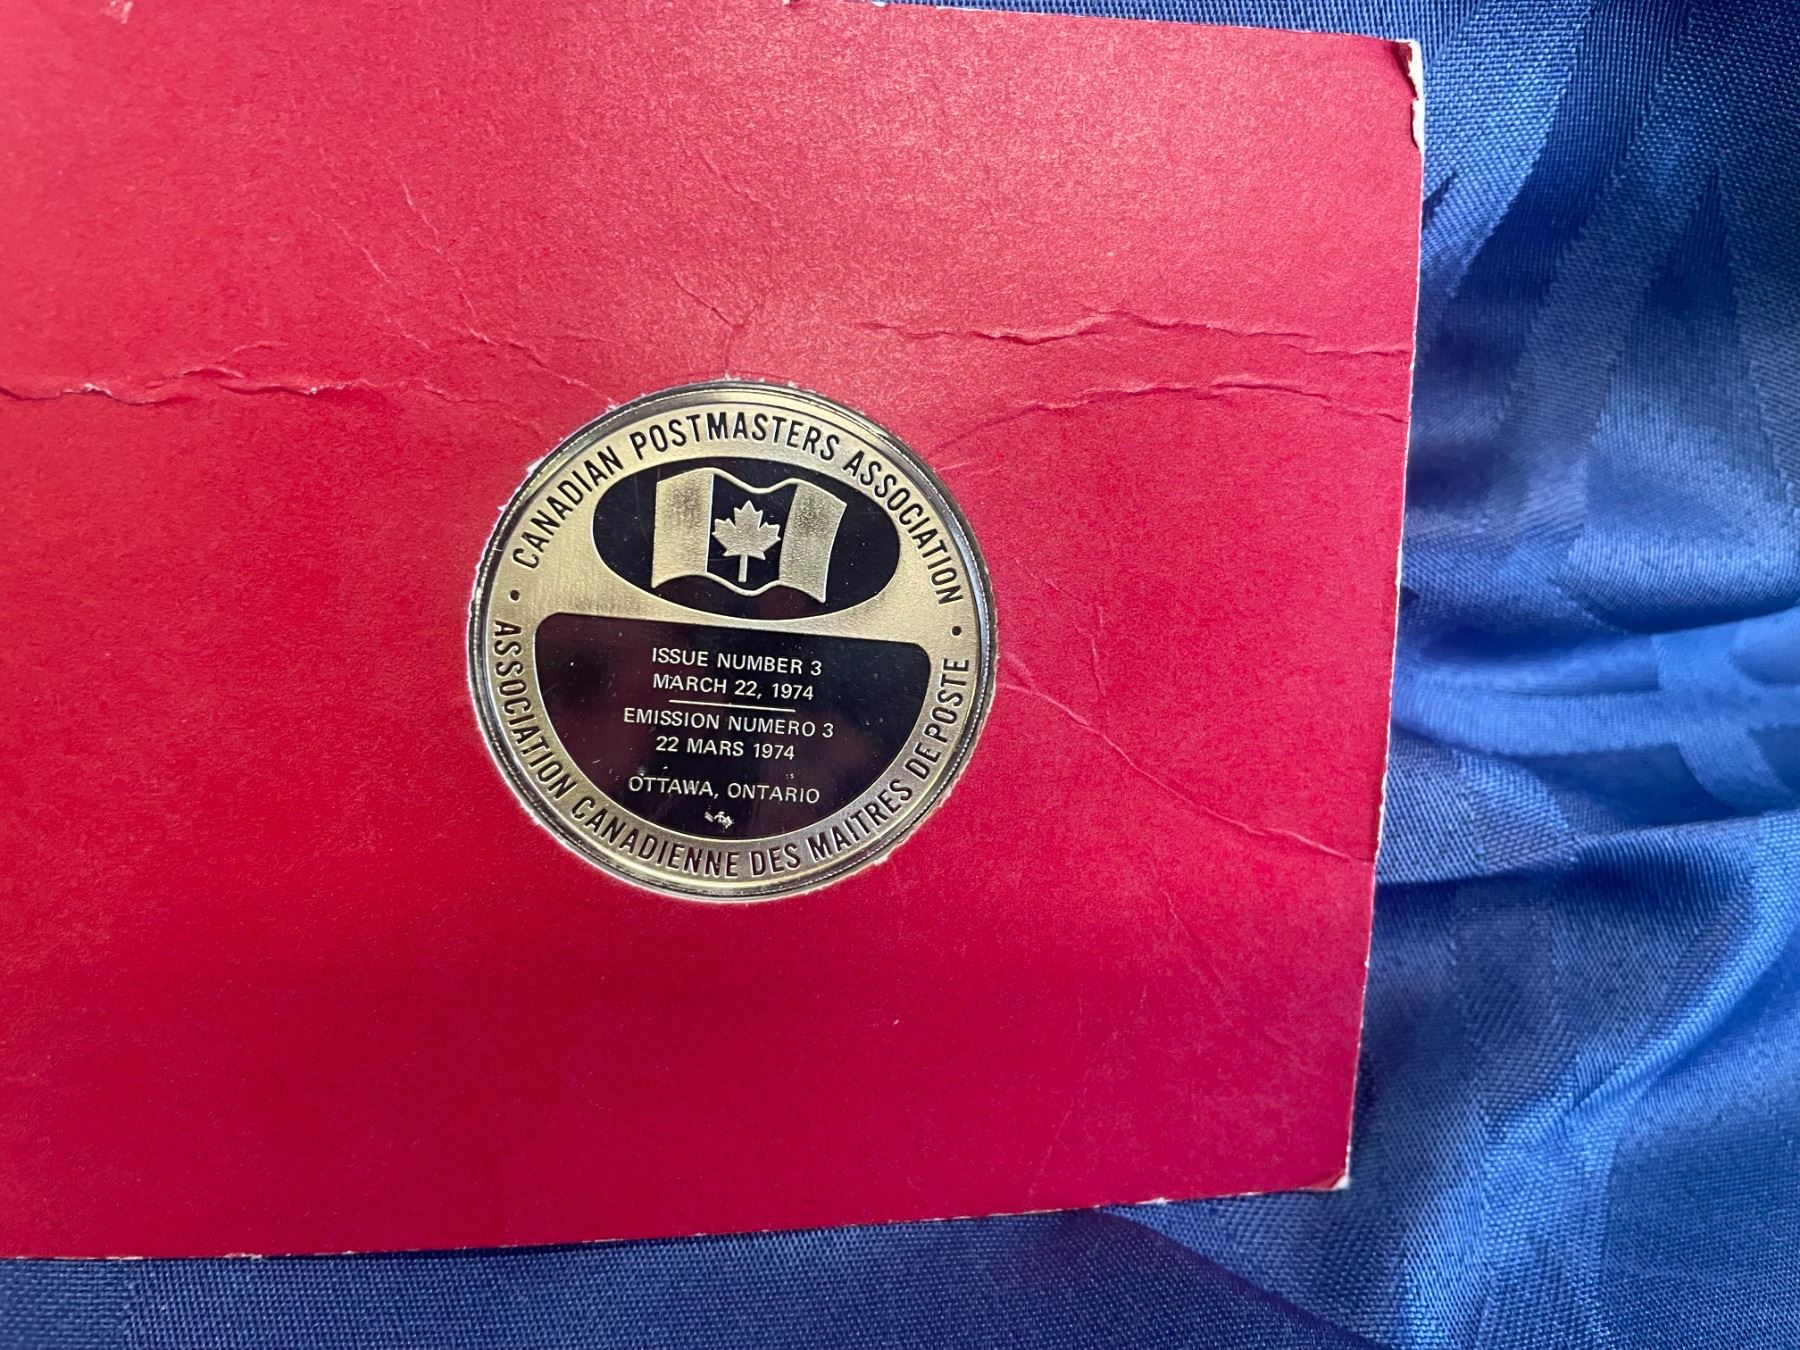 CANADIAN POSTMASTERS ASSOCIATION
ISSUE NUMBER 3
MARCH 22, 1974
EMISSION NUMERO 3
22 MARS 1974
OTTAWA, ONTARIO
ASSOCIATION CANADIENNE DES MAÎTRES DE POSTE